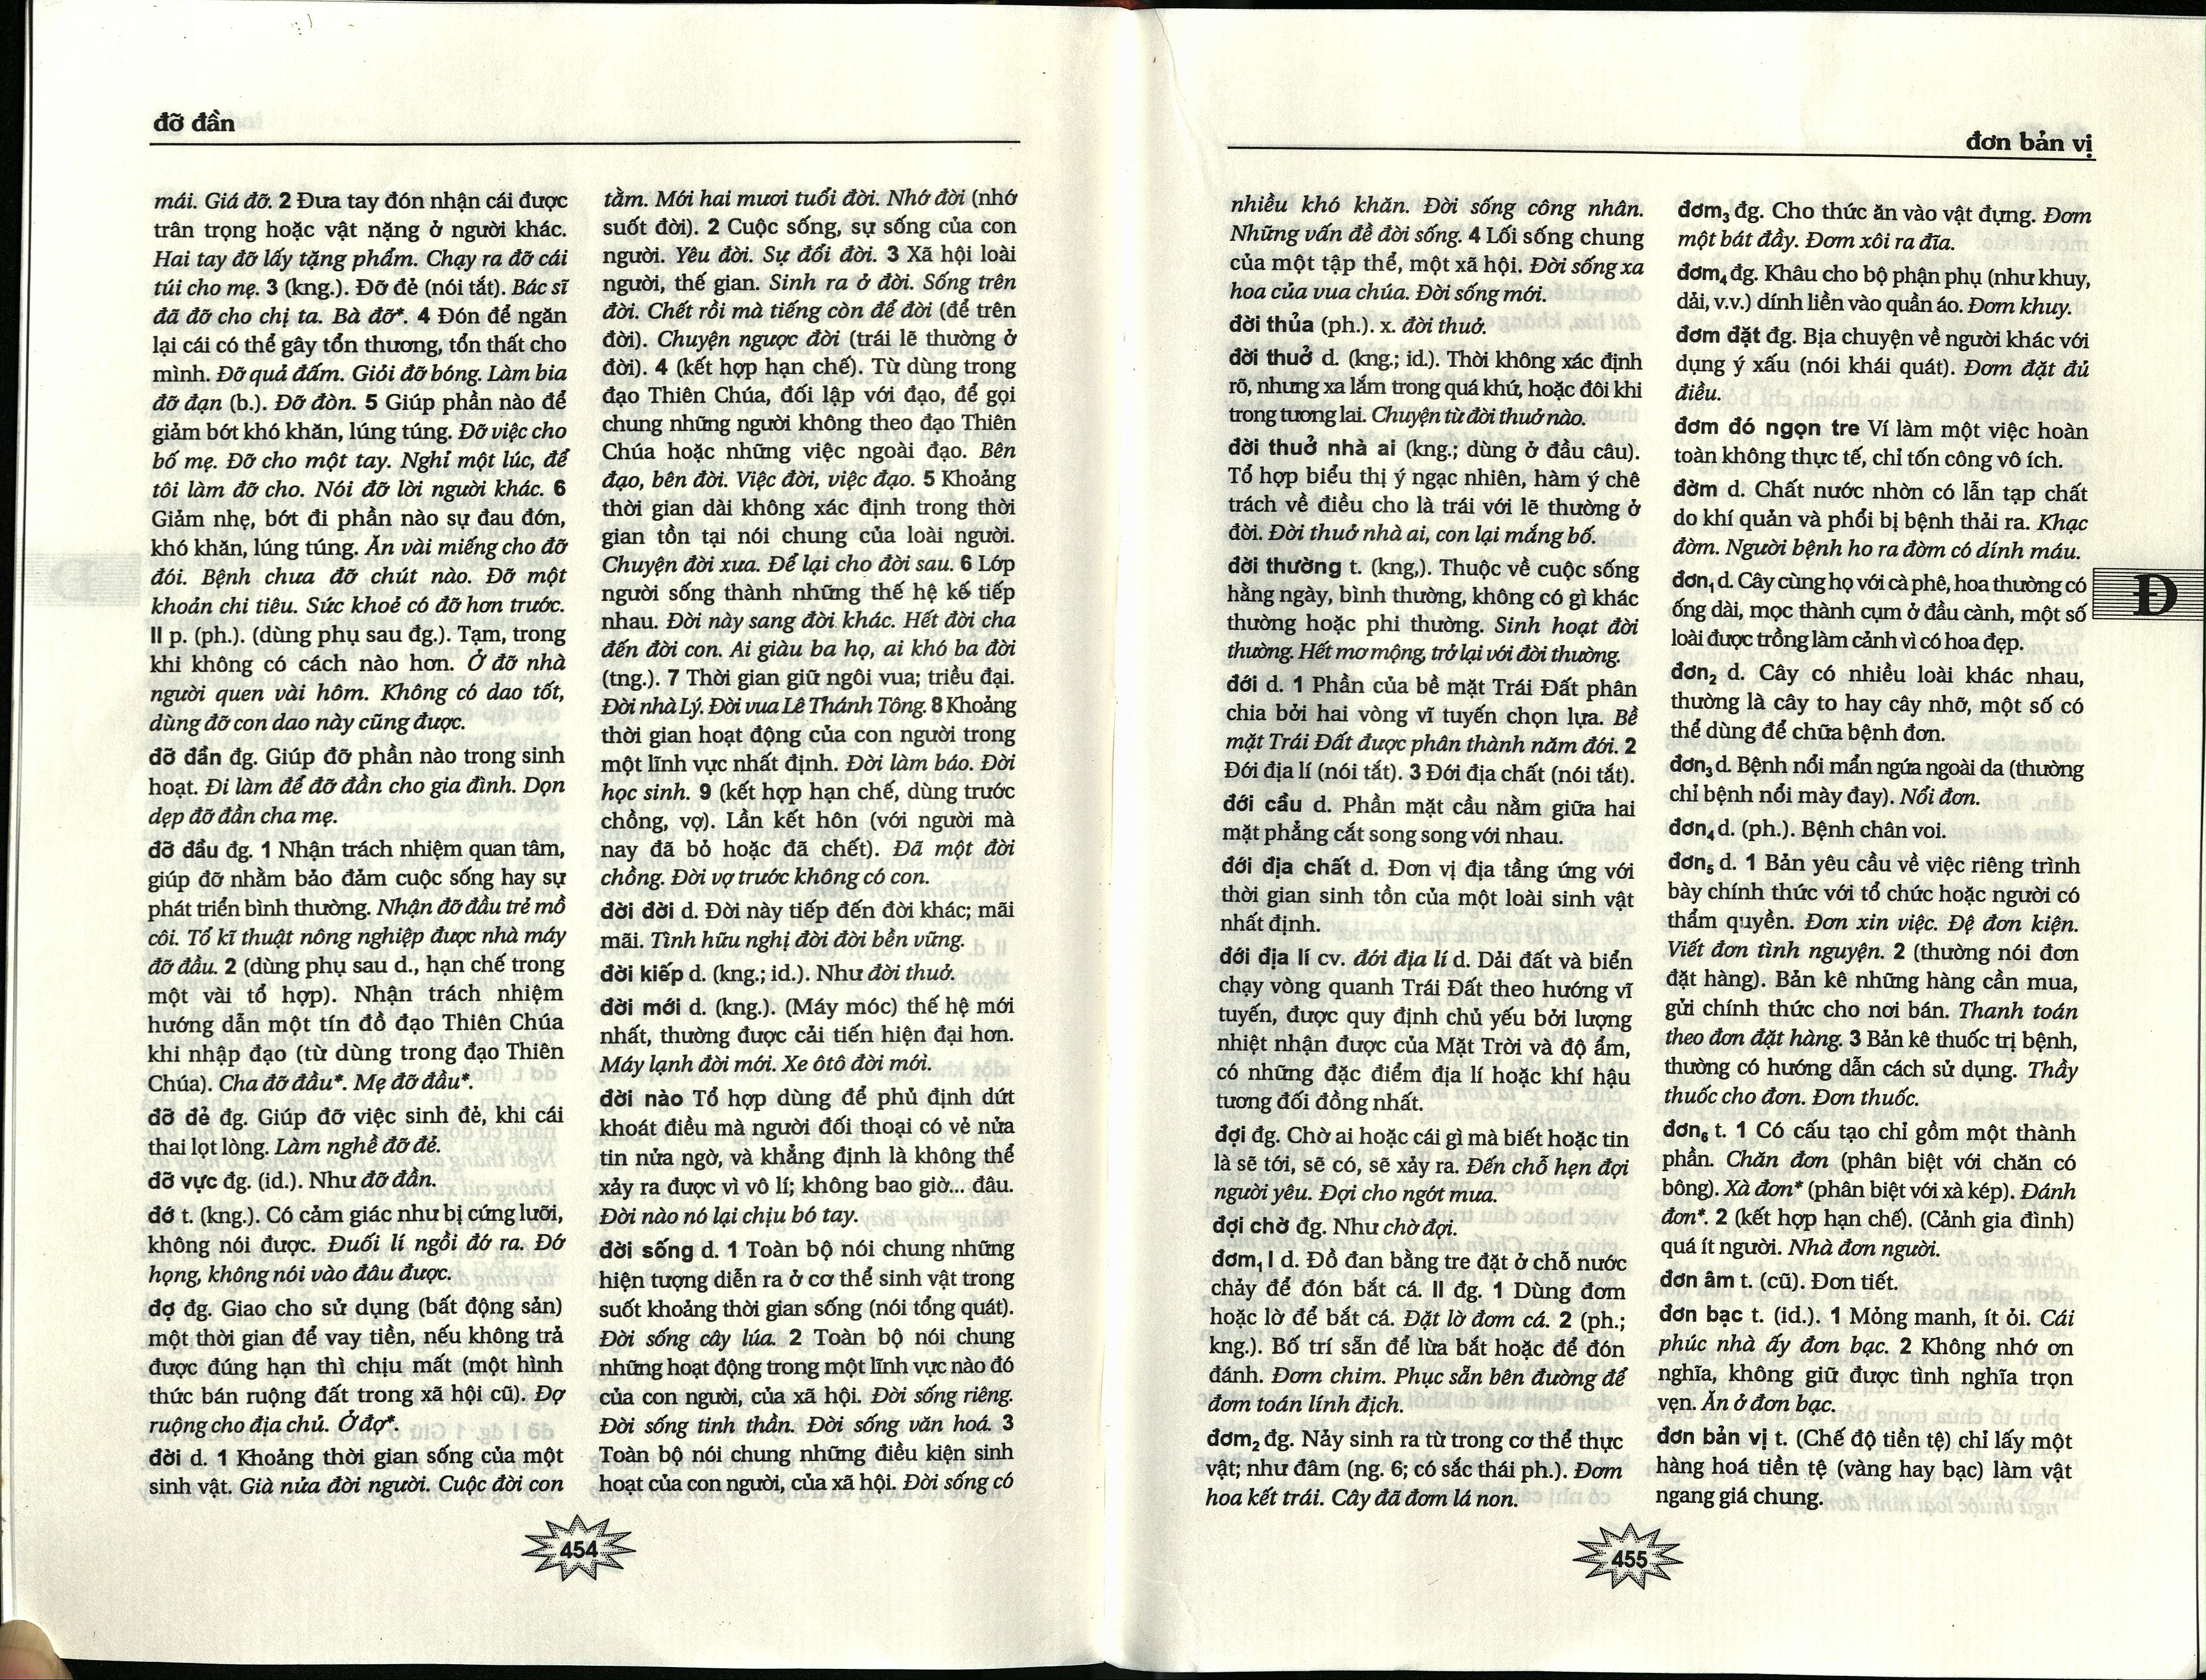 đỡ đần
mái. Giá đỡ. 2 Đưa tay đón nhận cái được
trân trọng hoặc vật nặng ở người khác.
Hai tay đỡ lấy tặng phẩm. Chạy ra đỡ cái
túi cho mẹ. 3 (kng.). Đỡ đẻ (nói tắt). Bác sĩ
đã đỡ cho chị ta. Bà đỡ*. 4 Đón để ngăn
lại cái có thể gây tổn thương, tổn thất cho
mình. Đỡ quả đấm. Giỏi đỡ bóng. Làm bia
đỡ đạn (b.). Đỡ đòn. 5 Giúp phần nào để
giảm bớt khó khăn, lúng túng. Đỡ việc cho
bố mẹ. Đỡ cho một tay. Nghỉ một lúc, để
tôi làm đỡ cho. Nói đỡ lời người khác. 6
Giảm nhẹ, bớt đi phần nào sự đau đớn,
khó khăn, lúng túng. Ăn vài miếng cho đỡ
đói. Bệnh chưa đỡ chút nào. Đỡ một
khoản chi tiêu. Sức khoẻ có đỡ hơn trước.
II p. (ph.). (dùng phụ sau đg.). Tạm, trong
khi không có cách nào hơn. Ở đỡ nhà
người quen vài hôm. Không có dao tốt,
dùng đỡ con dao này cũng được.
đỡ đần đg. Giúp đỡ phần nào trong sinh
hoạt. Đi làm để đỡ đần cho gia đình. Dọn
dẹp đỡ đần cha mẹ.
đỡ đầu đg. 1 Nhận trách nhiệm quan tâm,
giúp đỡ nhằm bảo đảm cuộc sống hay sự
phát triển bình thường. Nhận đỡ đầu trẻ mồ
côi. Tổ kĩ thuật nông nghiệp được nhà máy
đỡ đầu. 2 (dùng phụ sau d., hạn chế trong
một vài tổ hợp). Nhận trách nhiệm
hướng dẫn một tín đồ đạo Thiên Chúa
khi nhập đạo (từ dùng trong đạo Thiên
Chúa). Cha đỡ đầu*. Mẹ đỡ đầu*.
đỡ đẻ đg. Giúp đỡ việc sinh đẻ, khi cái
thai lọt lòng. Làm nghề đỡ đẻ.
đỡ vực đg. (id.). Như đỡ đần.
đớ t. (kng.). Có cảm giác như bị cứng lưỡi,
không nói được. Đuối lí ngồi đớ ra. Đớ
họng, không nói vào đâu được.
đợ đg. Giao cho sử dụng (bất động sản)
một thời gian để vay tiền, nếu không trả
được đúng hạn thì chịu mất (một hình
thức bán ruộng đất trong xã hội cũ). Đợ
ruộng cho địa chủ. Ở đợ*.
đời d. 1 Khoảng thời gian sống của một
sinh vật. Già nửa đời người. Cuộc đời con
tằm. Mới hai mươi tuổi đời. Nhớ đời (nhớ
suốt đời). 2 Cuộc sống, sự sống của con
người. Yêu đời. Sự đổi đời. 3 Xã hội loài
người, thế gian. Sinh ra ở đời. Sống trên
đời. Chết rồi mà tiếng còn để đời (để trên
đời). Chuyện ngược đời (trái lẽ thường ở
đời). 4 (kết hợp hạn chế). Từ dùng trong
đạo Thiên Chúa, đối lập với đạo, để gọi
chung những người không theo đạo Thiên
Chúa hoặc những việc ngoài đạo. Bên
đạo, bên đời. Việc đời, việc đạo. 5 Khoảng
thời gian dài không xác định trong thời
gian tồn tại nói chung của loài người.
Chuyện đời xưa. Để lại cho đời sau. 6 Lớp
người sống thành những thế hệ kế tiếp
nhau. Đời này sang đời khác. Hết đời cha
đến đời con. Ai giàu ba họ, ai khó ba đời
(tng.). 7 Thời gian giữ ngôi vua; triều đại.
Đời nhà Lý. Đời vua Lê Thánh Tông. 8 Khoảng
thời gian hoạt động của con người trong
một lĩnh vực nhất định. Đời làm báo. Đời
học sinh. 9 (kết hợp hạn chế, dùng trước
chồng, vợ). Lần kết hôn (với người mà
nay đã bỏ hoặc đã chết). Đã một đời
chồng. Đời vợ trước không có con.
đời đời d. Đời này tiếp đến đời khác; mãi
mãi. Tình hữu nghị đời đời bền vững.
đời kiếp d. (kng.; id.). Như đời thuở.
đời mới d. (kng.). (Máy móc) thế hệ mới
nhất, thường được cải tiến hiện đại hơn.
Máy lạnh đời mới. Xe ôtô đời mới.
đời nào Tổ hợp dùng để phủ định dứt
khoát điều mà người đối thoại có vẻ nửa
tin nửa ngờ, và khẳng định là không thể
xảy ra được vì vô lí; không bao giờ... đâu.
Đời nào nó lại chịu bó tay.
đời sống d. 1 Toàn bộ nói chung những
hiện tượng diễn ra ở cơ thể sinh vật trong
suốt khoảng thời gian sống (nói tổng quát).
Đời sống cây lúa. 2 Toàn bộ nói chung
những hoạt động trong một lĩnh vực nào đó
của con người, của xã hội. Đời sống riêng.
Đời sống tinh thần. Đời sống văn hoá. 3
Toàn bộ nói chung những điều kiện sinh
hoạt của con người, của xã hội. Đời sống có
454
đơn bản vị
nhiều khó khăn. Đời sống công nhân.
Những vấn đề đời sống. 4 Lối sống chung
của một tập thể, một xã hội. Đời sống xa
hoa của vua chúa. Đời sống mới.
đời thủa (ph.). x. đời thuở.
đời thuở d. (kng.; id.). Thời không xác định
rõ, nhưng xa lắm trong quá khứ, hoặc đôi khi
trong tương lai. Chuyện từ đời thuở nào.
đời thuở nhà ai (kng.; dùng ở đầu câu).
Tổ hợp biểu thị ý ngạc nhiên, hàm ý chê
trách về điều cho là trái với lẽ thường ở
đời. Đời thuở nhà ai, con lại mắng bố.
đời thường t. (kng,). Thuộc về cuộc sống
hằng ngày, bình thường, không có gì khác
thường hoặc phi thường. Sinh hoạt đời
thường. Hết mơ mộng, trở lại với đời thường.
đới d. 1 Phần của bề mặt Trái Đất phân
chia bởi hai vòng vĩ tuyến chọn lựa. Bề
mặt Trái Đất được phân thành năm đới. 2
Đới địa lí (nói tắt). 3 Đới địa chất (nói tắt).
đới cầu d. Phần mặt cầu nằm giữa hai
mặt phẳng cắt song song với nhau.
đới địa chất d. Đơn vị địa tầng ứng với
thời gian sinh tồn của một loài sinh vật
nhất định.
đới địa lí cv. đới địa lí d. Dải đất và biển
chạy vòng quanh Trái Đất theo hướng vĩ
tuyến, được quy định chủ yếu bởi lượng
nhiệt nhận được của Mặt Trời và độ ẩm,
có những đặc điểm địa lí hoặc khí hậu
tương đối đồng nhất.
đợi đg. Chờ ai hoặc cái gì mà biết hoặc tin
là sẽ tới, sẽ có, sẽ xảy ra. Đến chỗ hẹn đợi
người yêu. Đợi cho ngớt mưa.
đợi chờ đg. Như chờ đợi.
đơm₁ I d. Đồ đan bằng tre đặt ở chỗ nước
chảy để đón bắt cá. II đg. 1 Dùng đơm
hoặc lờ để bắt cá. Đặt lờ đơm cá. 2 (ph.;
kng.). Bố trí sẵn để lừa bắt hoặc để đón
đánh. Đơm chim. Phục sẵn bên đường để
đơm toán lính địch.
đơm₂ đg. Nảy sinh ra từ trong cơ thể thực
vật; như đâm (ng. 6; có sắc thái ph.). Đơm
hoa kết trái. Cây đã đơm lá non.
đơm₃ đg. Cho thức ăn vào vật đựng. Đơm
một bát đầy. Đơm xôi ra đĩa.
đơm₄ đg. Khâu cho bộ phận phụ (như khuy,
dải, v.v.) dính liền vào quần áo. Đơm khuy.
đơm đặt đg. Bịa chuyện về người khác với
dụng ý xấu (nói khái quát). Đơm đặt đủ
điều.
đơm đó ngọn tre Ví làm một việc hoàn
toàn không thực tế, chỉ tốn công vô ích.
đờm d. Chất nước nhờn có lẫn tạp chất
do khí quản và phổi bị bệnh thải ra. Khạc
đờm. Người bệnh ho ra đờm có dính máu.
đơn₁ d. Cây cùng họ với cà phê, hoa thường có
ống dài, mọc thành cụm ở đầu cành, một số
loài được trồng làm cảnh vì có hoa đẹp.
đơn₂ d. Cây có nhiều loài khác nhau,
thường là cây to hay cây nhỡ, một số có
thể dùng để chữa bệnh đơn.
đơn₃ d. Bệnh nổi mẩn ngứa ngoài da (thường
chỉ bệnh nổi mày đay). Nổi đơn.
đơn₄ d. (ph.). Bệnh chân voi.
đơn₅ d. 1 Bản yêu cầu về việc riêng trình
bày chính thức với tổ chức hoặc người có
thẩm quyền. Đơn xin việc. Đệ đơn kiện.
Viết đơn tình nguyện. 2 (thường nói đơn
đặt hàng). Bản kê những hàng cần mua,
gửi chính thức cho nơi bán. Thanh toán
theo đơn đặt hàng. 3 Bản kê thuốc trị bệnh,
thường có hướng dẫn cách sử dụng. Thầy
thuốc cho đơn. Đơn thuốc.
đơn₆ t. 1 Có cấu tạo chỉ gồm một thành
phần. Chăn đơn (phân biệt với chăn có
bông). Xà đơn* (phân biệt với xà kép). Đánh
đơn*. 2 (kết hợp hạn chế). (Cảnh gia đình)
quá ít người. Nhà đơn người.
đơn âm t. (cũ). Đơn tiết.
đơn bạc t. (id.). 1 Mỏng manh, ít ỏi. Cái
phúc nhà ấy đơn bạc. 2 Không nhớ ơn
nghĩa, không giữ được tình nghĩa trọn
vẹn. Ăn ở đơn bạc.
đơn bản vị t. (Chế độ tiền tệ) chỉ lấy một
hàng hoá tiền tệ (vàng hay bạc) làm vật
ngang giá chung.
Đ
455